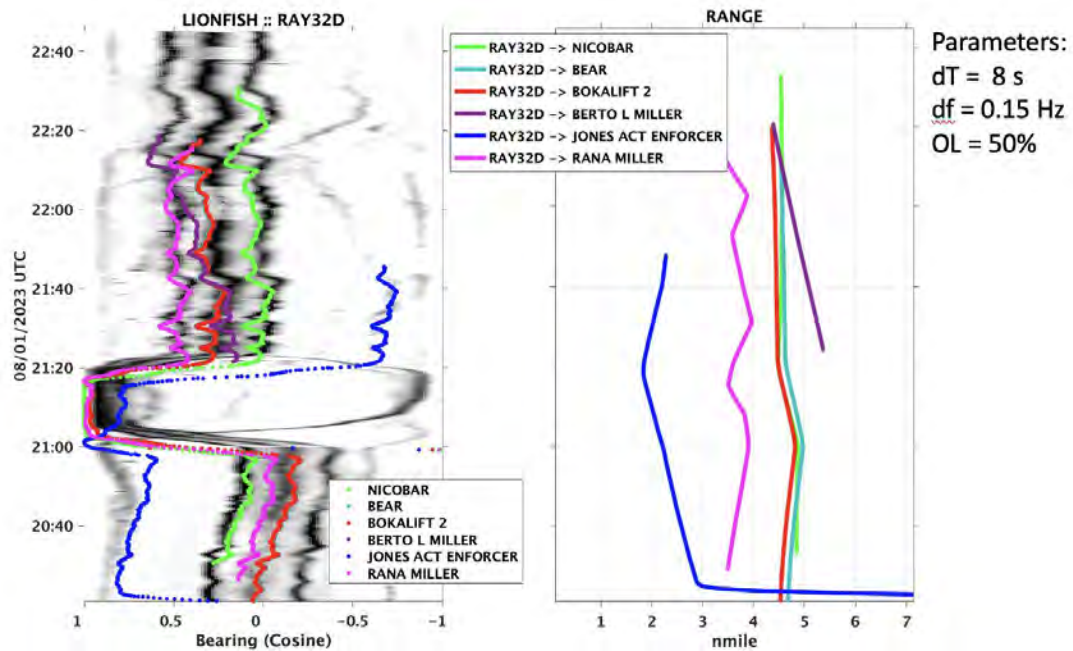 LIONFISH :: RAY32D
22:40
22:20
22:00
21:40
21:20
21:00
20:40
08/01/2023 UTC
1
0.5
0
-0.5
-1
Bearing (Cosine)
NICOBAR
BEAR
BOKALIFT 2
BERTO L MILLER
JONES ACT ENFORCER
RANA MILLER
RANGE
RAY32D -> NICOBAR
RAY32D -> BEAR
RAY32D -> BOKALIFT 2
RAY32D -> BERTO L MILLER
RAY32D -> JONES ACT ENFORCER
RAY32D -> RANA MILLER
1
2
3
4
5
6
7
nmile
Parameters:
dT = 8 s
df = 0.15 Hz
OL = 50%